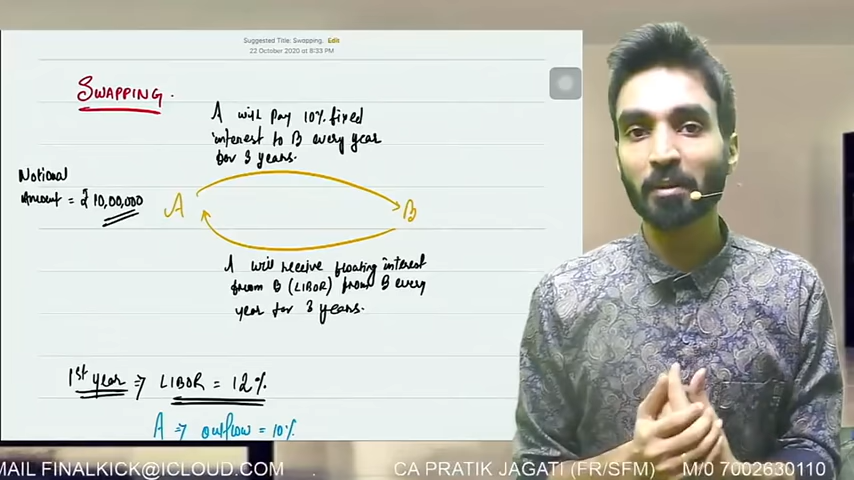 Suggested Title: Swapping, Edit
22 October 2020 at 8:33 PM
SWAPPING.
A will pay 10% fixed
interest to B every year
for 3 years.
Notional
Amount = ₹ 10,00,000
A
B
A will receive floating interest
from B (LIBOR) from B every
year for 3 years.
1st year ⇒ LIBOR = 12%
A ⇒ outflow = 10%
MAIL FINALKICK@ICLOUD.COM
CA PRATIK JAGATI (FR/SFM)
M/0 7002630110